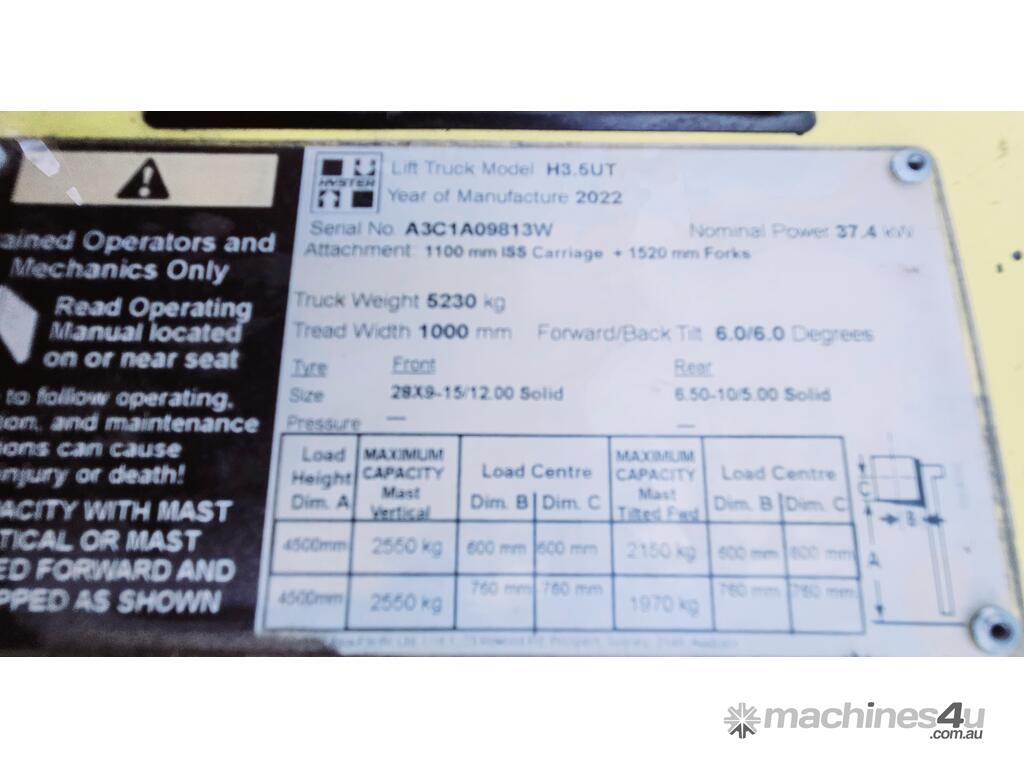 ained Operators and
Mechanics Only
Read Operating
Manual located
on or near seat
to follow operating,
on, and maintenance
ons can cause
njury or death!
ACITY WITH MAST
TICAL OR MAST
ED FORWARD AND
PPED AS SHOWN
HYSTER
Lift Truck Model H3.5UT
Year of Manufacture 2022
Serial No. A3C1A09813W Nominal Power 37.4 kW
Attachment: 1100 mm ISS Carriage + 1520 mm Forks
Truck Weight 5230 kg
Tread Width 1000 mm Forward/Back Tilt 6.0/6.0 Degrees
Tyre Front Rear
Size 28X9-15/12.00 Solid 6.50-10/5.00 Solid
Pressure — —
Load Height Dim. A MAXIMUM CAPACITY Mast Vertical Load Centre Dim. B Dim. C MAXIMUM CAPACITY Mast Tilted Fwd Load Centre Dim. B Dim. C
4500mm 2550 kg 600 mm 600 mm 2150 kg 600 mm 600 mm
4500mm 2550 kg 760 mm 760 mm 1970 kg 760 mm 760 mm
C
B
A
machines4u
.com.au